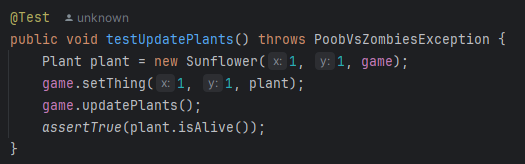 @Test unknown
public void testUpdatePlants() throws PoobVsZombiesException {
Plant plant = new Sunflower( x: 1, y: 1, game);
game.setThing( x: 1, y: 1, plant);
game.updatePlants();
assertTrue(plant.isAlive());
}